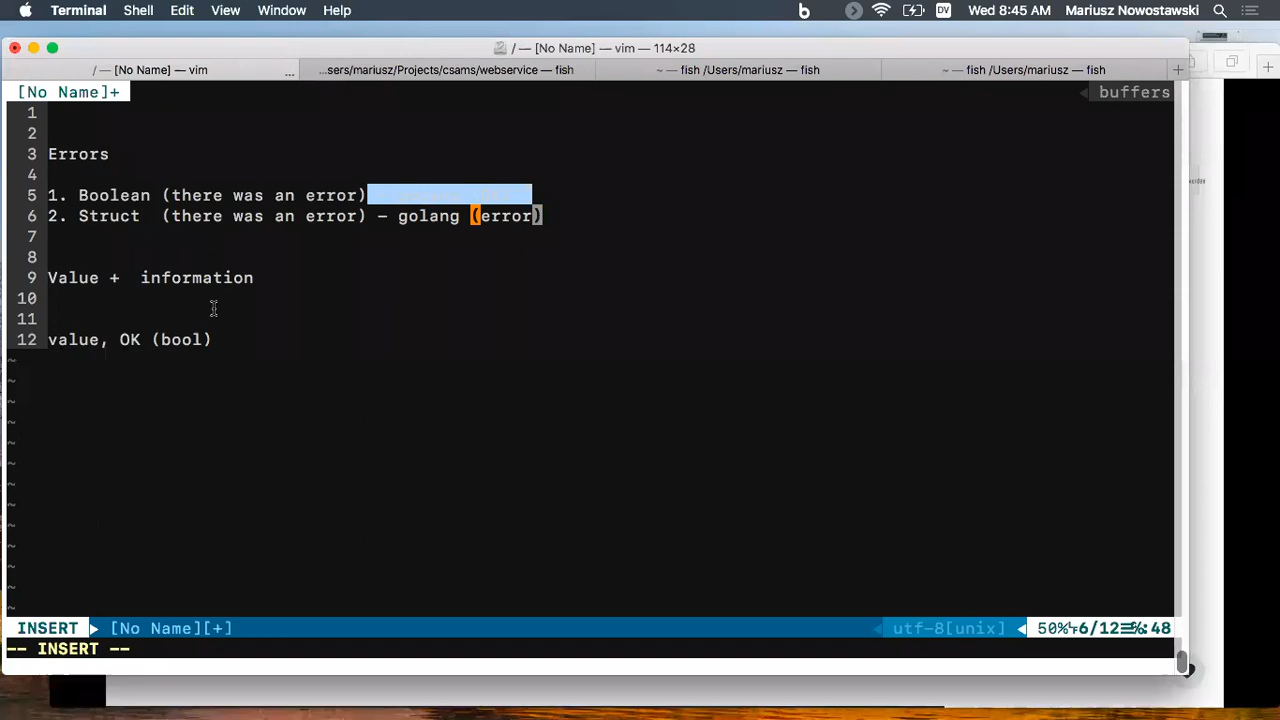 Terminal Shell Edit View Window Help DV Wed 8:45 AM Mariusz Nowostawski
/ — [No Name] — vim — 114×28
/ — [No Name] — vim ... ...sers/mariusz/Projects/csams/webservice — fish ~ — fish /Users/mariusz — fish ~ — fish /Users/mariusz — fish
[No Name]+ buffers
1
2
3 Errors
4
5 1. Boolean (there was an error)
6 2. Struct (there was an error) – golang (error)
7
8
9 Value + information
10
11
12 value, OK (bool)
~
~
~
~
~
~
~
~
~
~
~
~
~
INSERT [No Name][+] utf-8[unix] 50% 6/12 :48
-- INSERT --